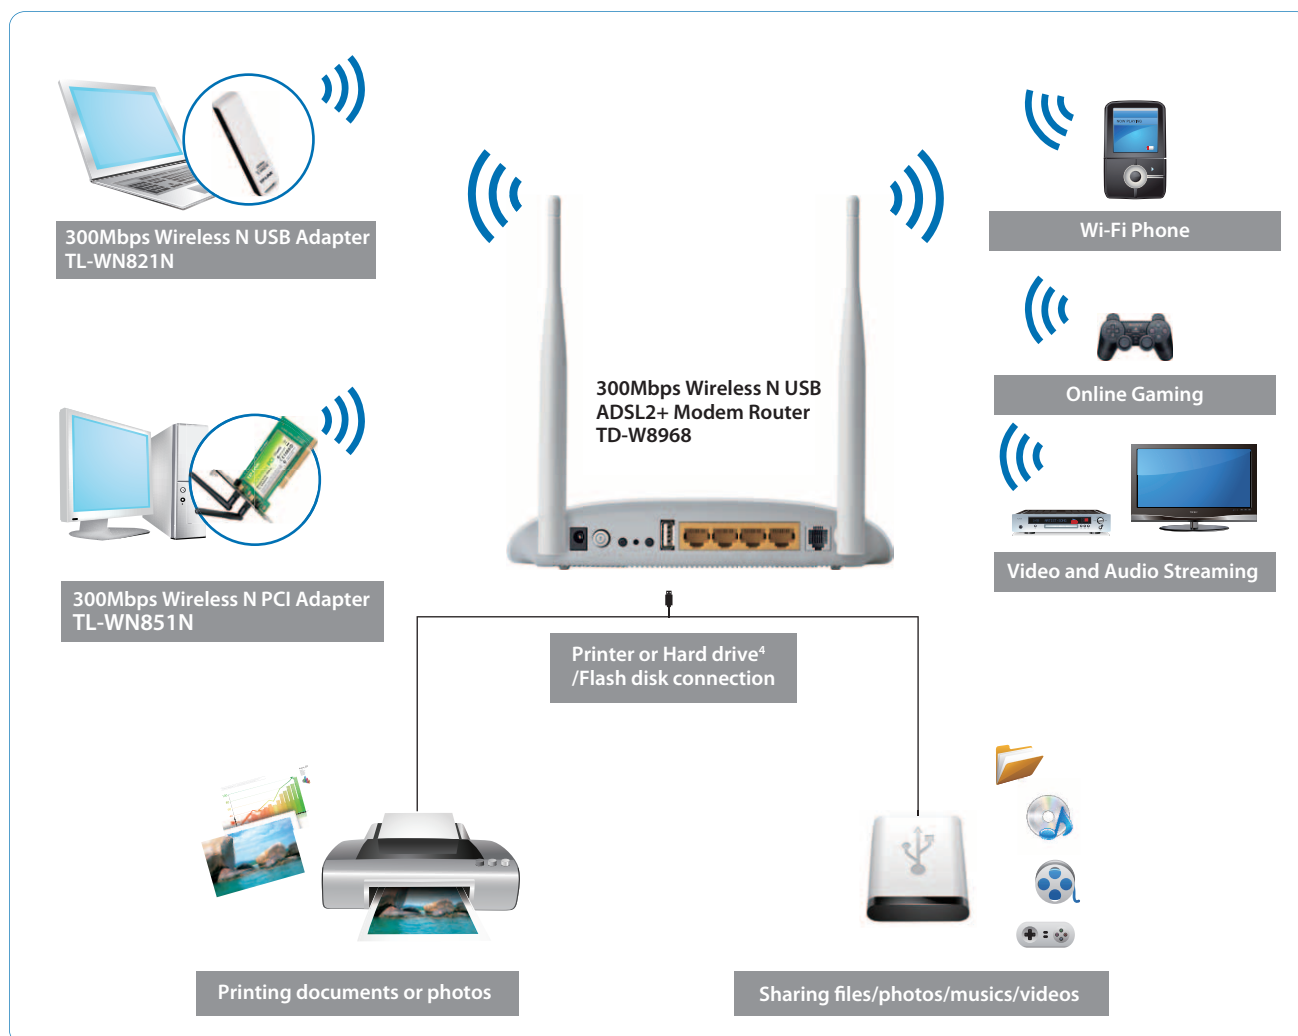 300Mbps Wireless N USB Adapter
TL-WN821N
Wi-Fi Phone
300Mbps Wireless N USB
ADSL2+ Modem Router
TD-W8968
Online Gaming
300Mbps Wireless N PCI Adapter
TL-WN851N
Video and Audio Streaming
Printer or Hard drive⁴
/Flash disk connection
Printing documents or photos
Sharing files/photos/musics/videos